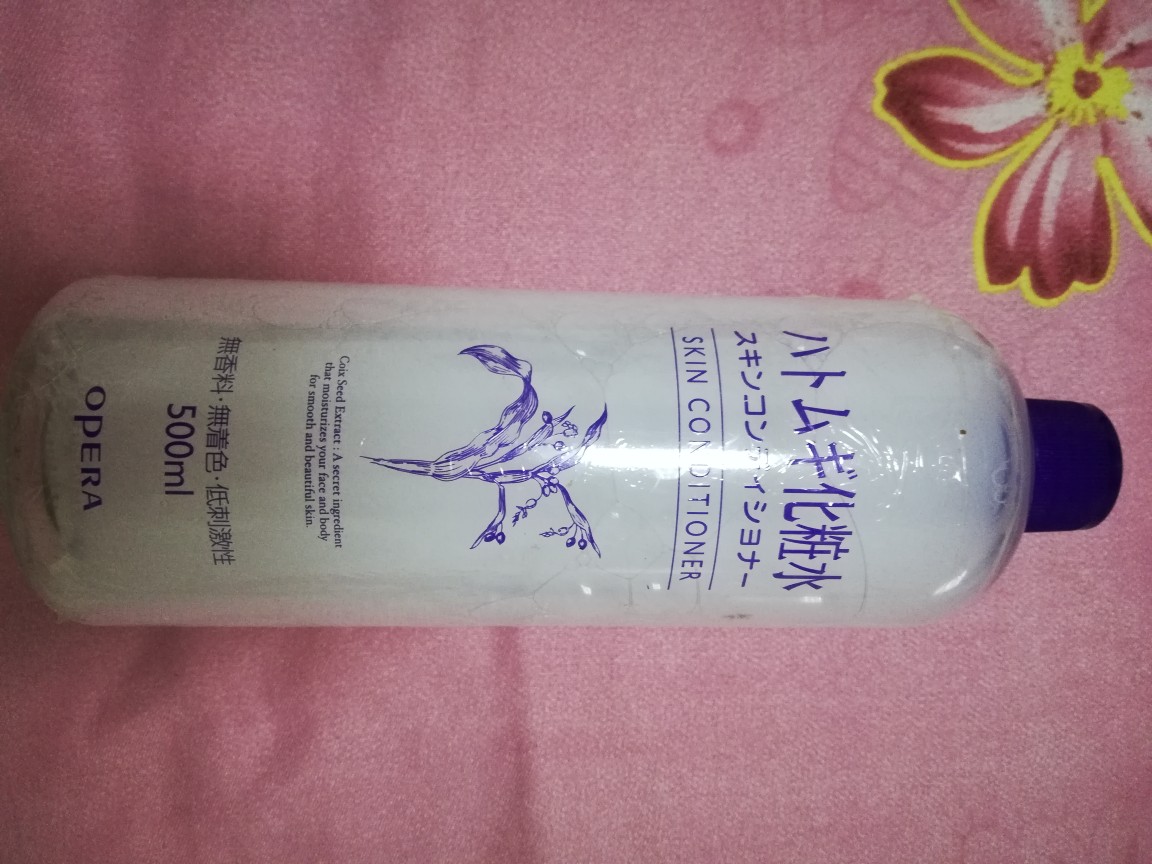 ハトムギ化粧水
スキンコンディショナー
SKIN CONDITIONER
Coix Seed Extract : A secret ingredient
that moisturizes your face and body
for smooth and beautiful skin.
無香料・無着色・低刺激性
500ml
OPERA